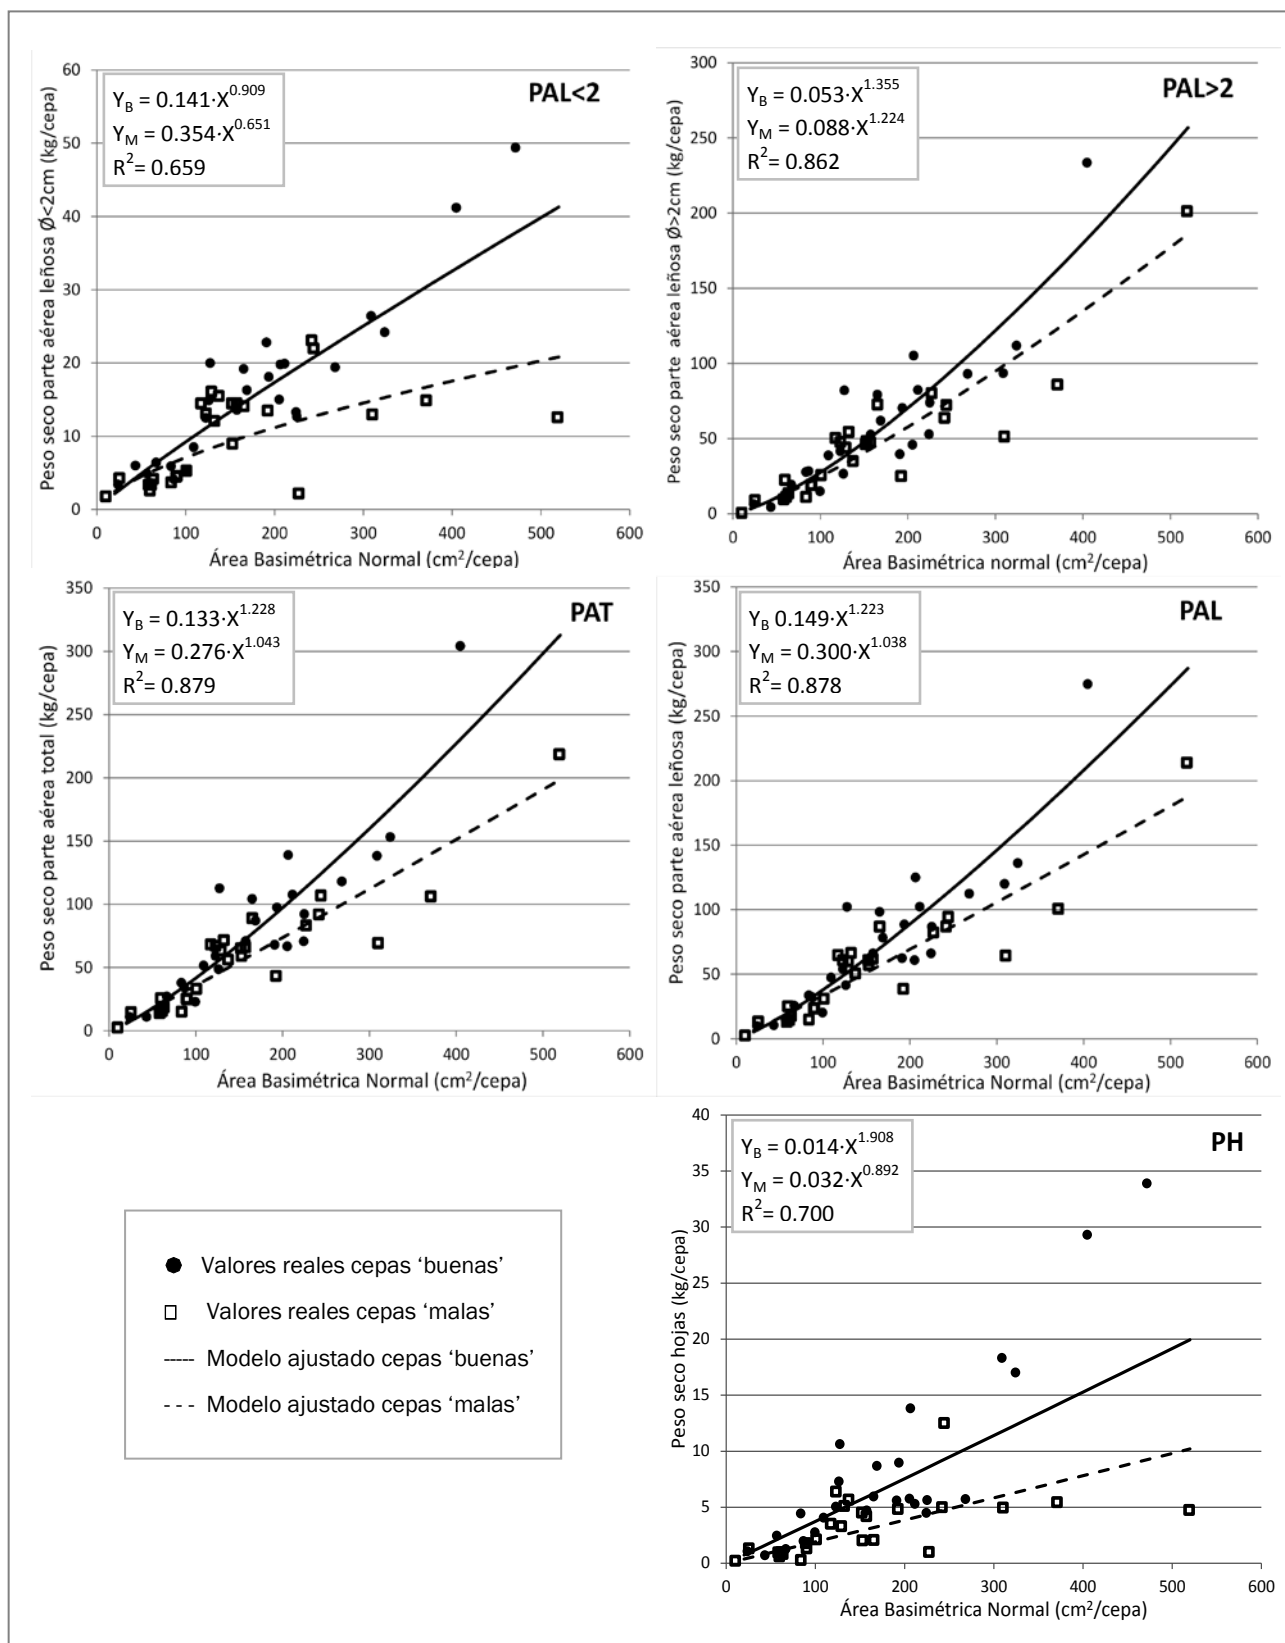 PAL<2
Y_B = 0.141·X^0.909
Y_M = 0.354·X^0.651
R^2 = 0.659
Peso seco parte aérea leñosa Ø<2cm (kg/cepa)
60
50
40
30
20
10
0
0 100 200 300 400 500 600
Área Basimétrica Normal (cm²/cepa)
PAL>2
Y_B = 0.053·X^1.355
Y_M = 0.088·X^1.224
R^2 = 0.862
Peso seco parte aérea leñosa Ø>2cm (kg/cepa)
300
250
200
150
100
50
0
0 100 200 300 400 500 600
Área Basimétrica normal (cm²/cepa)
PAT
Y_B = 0.133·X^1.228
Y_M = 0.276·X^1.043
R^2= 0.879
Peso seco parte aérea total (kg/cepa)
350
300
250
200
150
100
50
0
0 100 200 300 400 500 600
Área Basimétrica Normal (cm²/cepa)
PAL
Y_B 0.149·X^1.223
Y_M = 0.300·X^1.038
R^2= 0.878
Peso seco parte aérea leñosa (kg/cepa)
350
300
250
200
150
100
50
0
0 100 200 300 400 500 600
Área Basimétrica Normal (cm²/cepa)
Valores reales cepas ‘buenas’
Valores reales cepas ‘malas’
Modelo ajustado cepas ‘buenas’
Modelo ajustado cepas ‘malas’
PH
Y_B = 0.014·X^1.908
Y_M = 0.032·X^0.892
R^2= 0.700
Peso seco hojas (kg/cepa)
40
35
30
25
20
15
10
5
0
0 100 200 300 400 500 600
Área Basimétrica Normal (cm²/cepa)